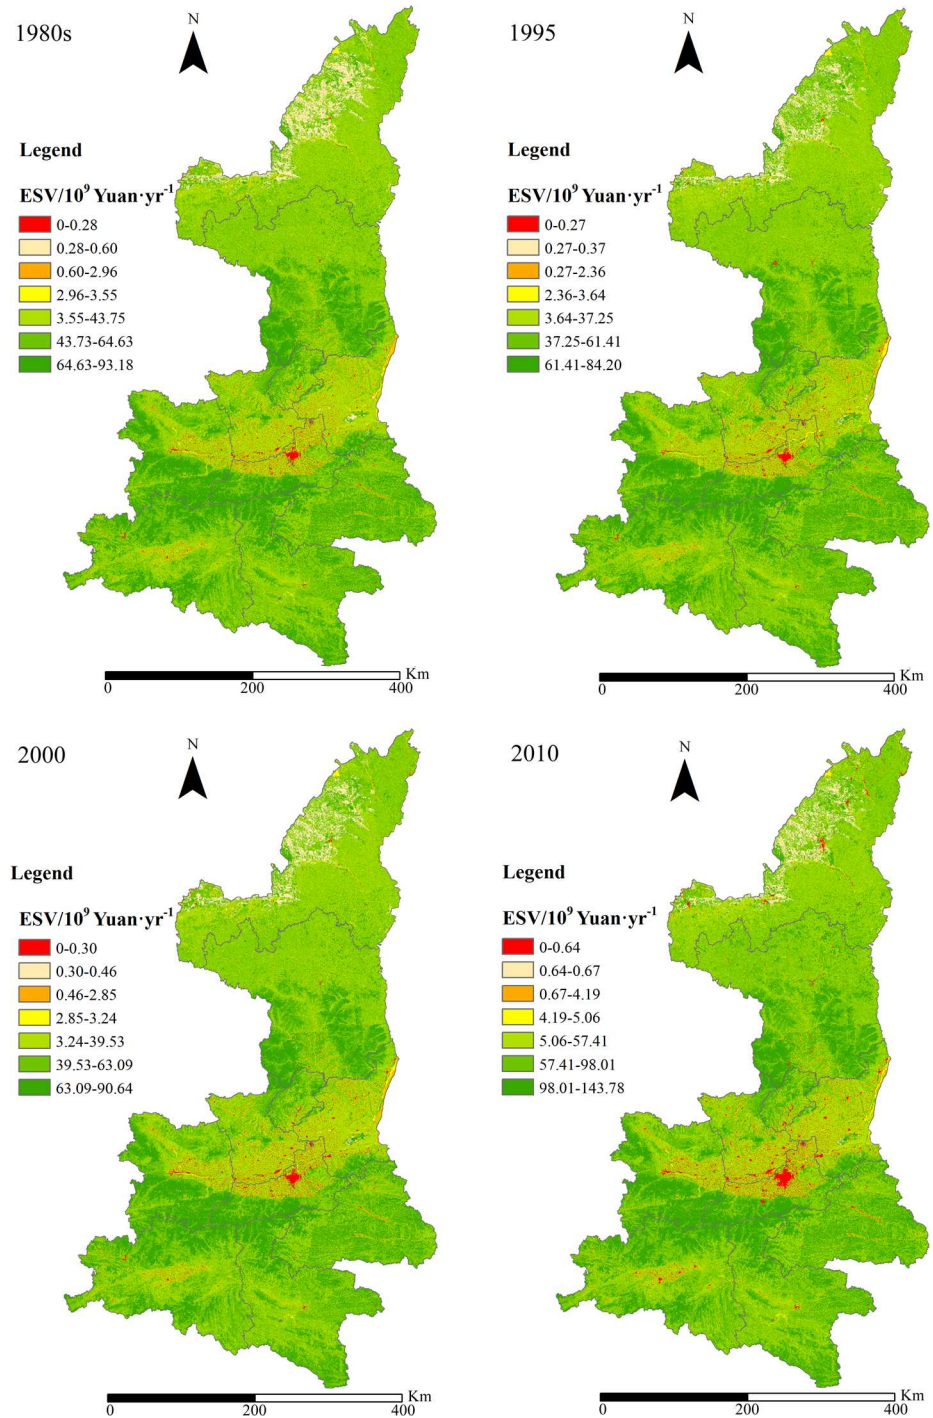 1980s
N
Legend
ESV/10⁹ Yuan·yr⁻¹
0-0.28
0.28-0.60
0.60-2.96
2.96-3.55
3.55-43.75
43.73-64.63
64.63-93.18
0
200
400
Km
1995
N
Legend
ESV/10⁹ Yuan·yr⁻¹
0-0.27
0.27-0.37
0.27-2.36
2.36-3.64
3.64-37.25
37.25-61.41
61.41-84.20
0
200
400
Km
2000
N
Legend
ESV/10⁹ Yuan·yr⁻¹
0-0.30
0.30-0.46
0.46-2.85
2.85-3.24
3.24-39.53
39.53-63.09
63.09-90.64
0
200
400
Km
2010
N
Legend
ESV/10⁹ Yuan·yr⁻¹
0-0.64
0.64-0.67
0.67-4.19
4.19-5.06
5.06-57.41
57.41-98.01
98.01-143.78
0
200
400
Km